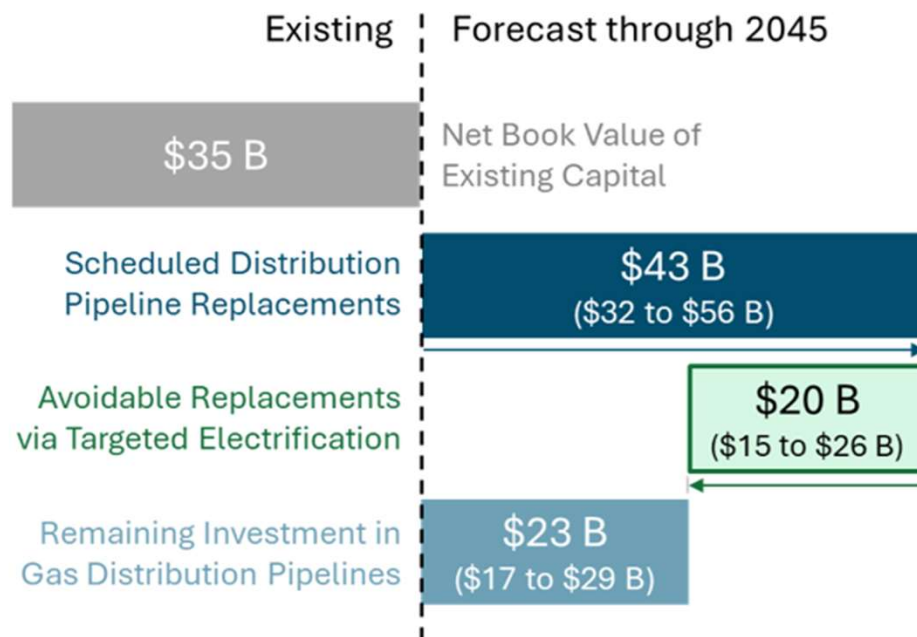 Existing
Forecast through 2045
$35 B
Net Book Value of
Existing Capital
Scheduled Distribution
Pipeline Replacements
$43 B
($32 to $56 B)
Avoidable Replacements
via Targeted Electrification
$20 B
($15 to $26 B)
Remaining Investment in
Gas Distribution Pipelines
$23 B
($17 to $29 B)